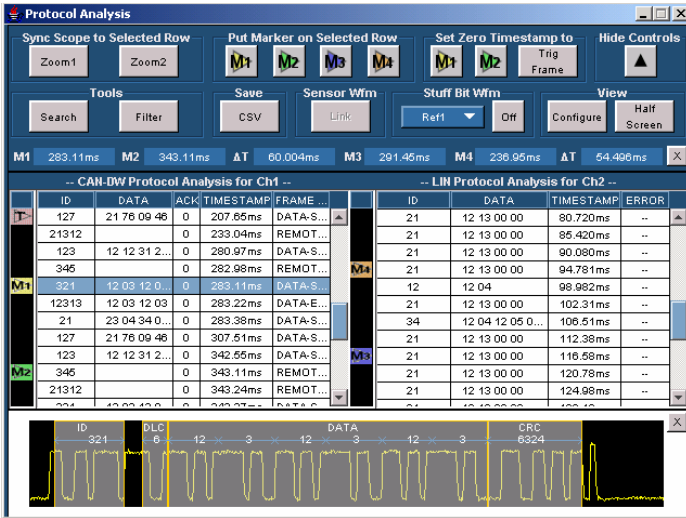 Protocol Analysis
Sync Scope to Selected Row Put Marker on Selected Row Set Zero Timestamp to Hide Controls
Zoom1 Zoom2 M1 M2 M3 M4 M1 M2 Trig Frame
Tools Save Sensor Wfm Stuff Bit Wfm View
Search Filter CSV Link Ref1 Off Configure Half Screen
M1 283.11ms M2 343.11ms ΔT 60.004ms M3 291.45ms M4 236.95ms ΔT 54.496ms X
-- CAN-DW Protocol Analysis for Ch1 -- -- LIN Protocol Analysis for Ch2 --
ID DATA ACK TIMESTAMP FRAME ... ID DATA TIMESTAMP ERROR
T 127 21 76 09 46 0 207.65ms DATA-S... 21 12 13 00 00 80.720ms --
21312 0 233.04ms REMOT... 21 12 13 00 00 85.420ms --
123 12 12 31 2... 0 280.97ms DATA-S... 21 12 13 00 00 90.080ms --
345 0 282.98ms REMOT... M4 21 12 13 00 00 94.781ms --
M1 321 12 03 12 0... 0 283.11ms DATA-S... 12 12 04 98.982ms --
12313 12 03 12 03 0 283.22ms DATA-E... 21 12 13 00 00 102.31ms --
21 23 04 34 0... 0 283.38ms DATA-S... 34 12 04 12 05 0... 106.51ms --
127 21 76 09 46 0 307.51ms DATA-S... 21 12 13 00 00 112.38ms --
123 12 12 31 2... 0 342.55ms DATA-S... M3 21 12 13 00 00 116.58ms --
M2 345 0 343.11ms REMOT... 21 12 13 00 00 120.78ms --
21312 0 343.24ms REMOT... 21 12 13 00 00 124.98ms --
ID DLC DATA CRC X
321 6 12 3 12 3 12 3 6324